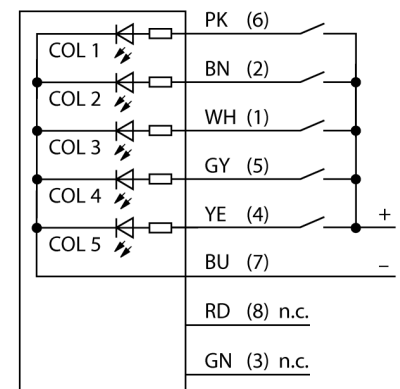 PK (6)
COL 1
BN (2)
COL 2
WH (1)
COL 3
GY (5)
COL 4
YE (4) +
COL 5
BU (7) –
RD (8) n.c.
GN (3) n.c.